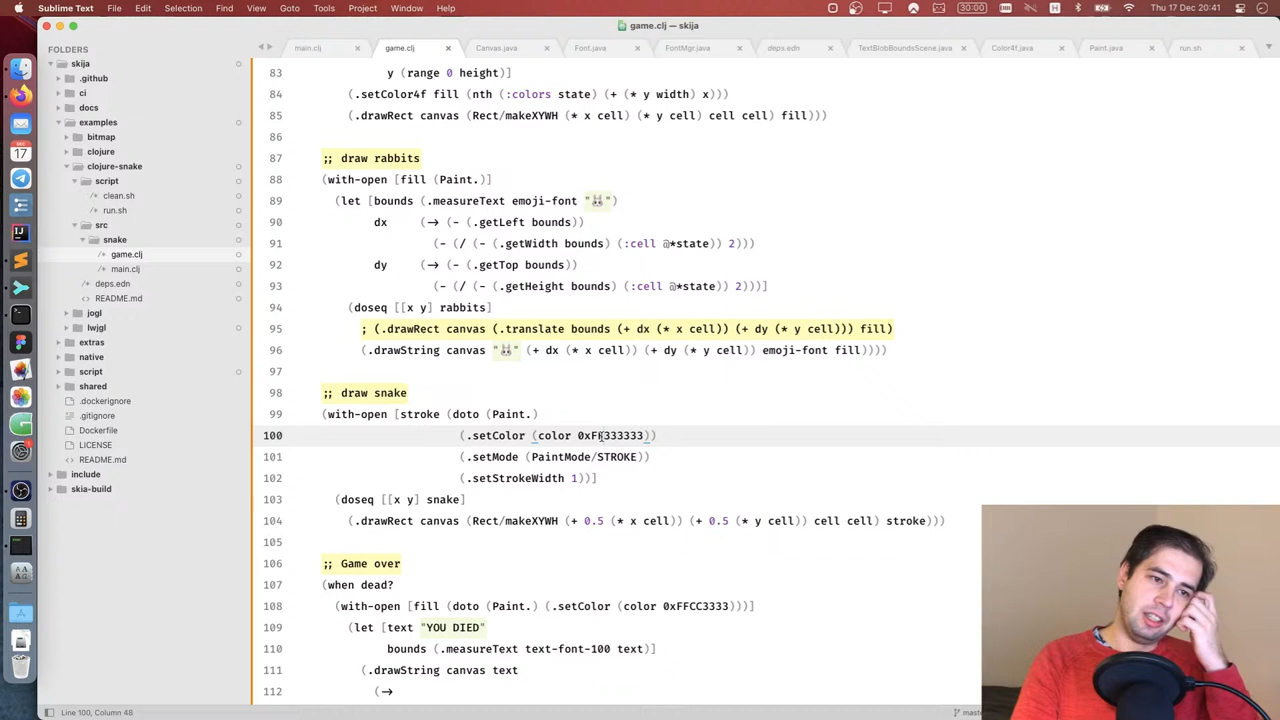 Sublime Text File Edit Selection Find View Goto Tools Project Window Help 30:00 Thu 17 Dec 20:41
game.clj — skija
FOLDERS
skija
.github
ci
docs
examples
bitmap
clojure
clojure-snake
script
clean.sh
run.sh
src
snake
game.clj
main.clj
deps.edn
README.md
jogl
lwjgl
extras
native
script
shared
.dockerignore
.gitignore
Dockerfile
LICENSE
README.md
include
skia-build
main.clj game.clj Canvas.java Font.java FontMgr.java deps.edn TextBlobBoundsScene.java Color4f.java Paint.java run.sh
83 y (range 0 height)]
84 (.setColor4f fill (nth (:colors state) (+ (* y width) x)))
85 (.drawRect canvas (Rect/makeXYWH (* x cell) (* y cell) cell cell) fill)))
86
87 ;; draw rabbits
88 (with-open [fill (Paint.)]
89 (let [bounds (.measureText emoji-font "🐰")
90 dx (-> (- (.getLeft bounds))
91 (- (/ (- (.getWidth bounds) (:cell @*state)) 2)))
92 dy (-> (- (.getTop bounds))
93 (- (/ (- (.getHeight bounds) (:cell @*state)) 2)))]
94 (doseq [[x y] rabbits]
95 ; (.drawRect canvas (.translate bounds (+ dx (* x cell)) (+ dy (* y cell))) fill)
96 (.drawString canvas "🐰" (+ dx (* x cell)) (+ dy (* y cell)) emoji-font fill))))
97
98 ;; draw snake
99 (with-open [stroke (doto (Paint.)
100 (.setColor (color 0xFF333333))
101 (.setMode (PaintMode/STROKE))
102 (.setStrokeWidth 1))]
103 (doseq [[x y] snake]
104 (.drawRect canvas (Rect/makeXYWH (+ 0.5 (* x cell)) (+ 0.5 (* y cell)) cell cell) stroke)))
105
106 ;; Game over
107 (when dead?
108 (with-open [fill (doto (Paint.) (.setColor (color 0xFFCC3333)))]
109 (let [text "YOU DIED"
110 bounds (.measureText text-font-100 text)]
111 (.drawString canvas text
112 (->
Line 100, Column 48